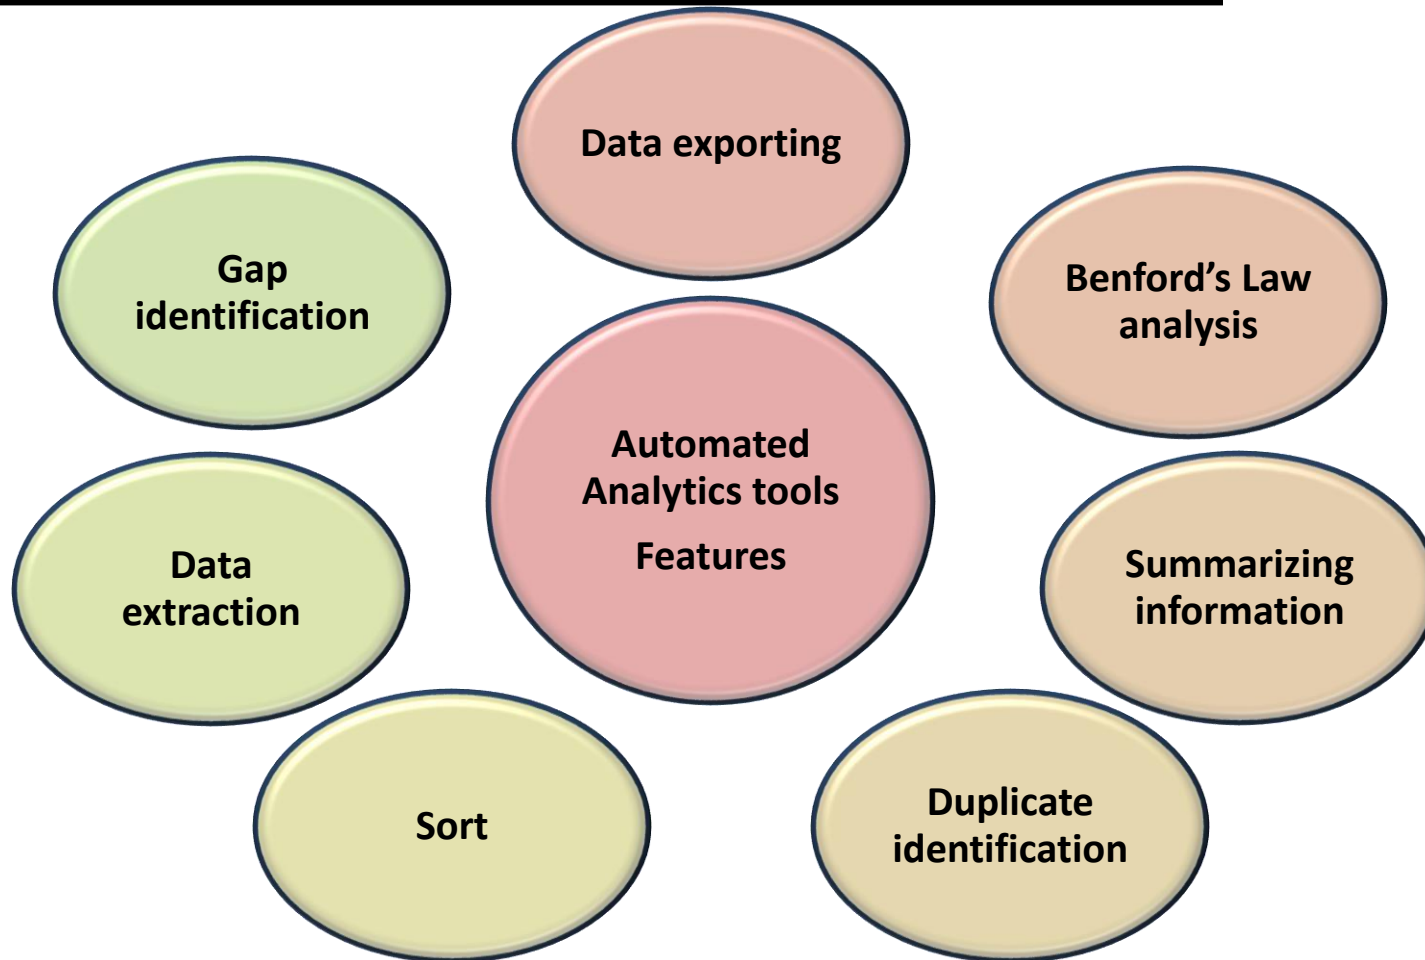 Data exporting
Gap
identification
Benford’s Law
analysis
Automated
Analytics tools
Features
Data
extraction
Summarizing
information
Sort
Duplicate
identification